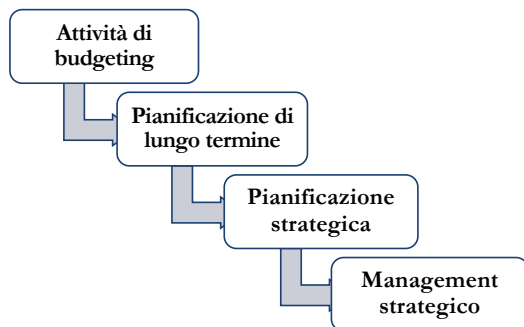 Attività di
budgeting
Pianificazione di
lungo termine
Pianificazione
strategica
Management
strategico